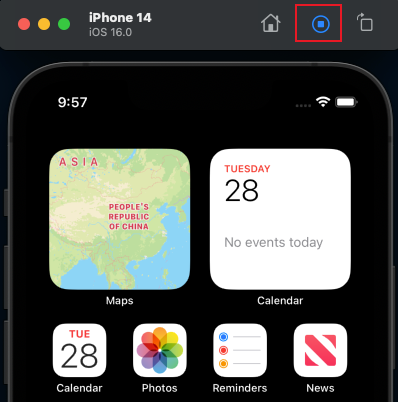 iPhone 14
iOS 16.0
9:57
ASIA
PEOPLE'S
REPUBLIC
OF CHINA
Maps
TUESDAY
28
No events today
Calendar
TUE
28
Calendar
Photos
Reminders
News